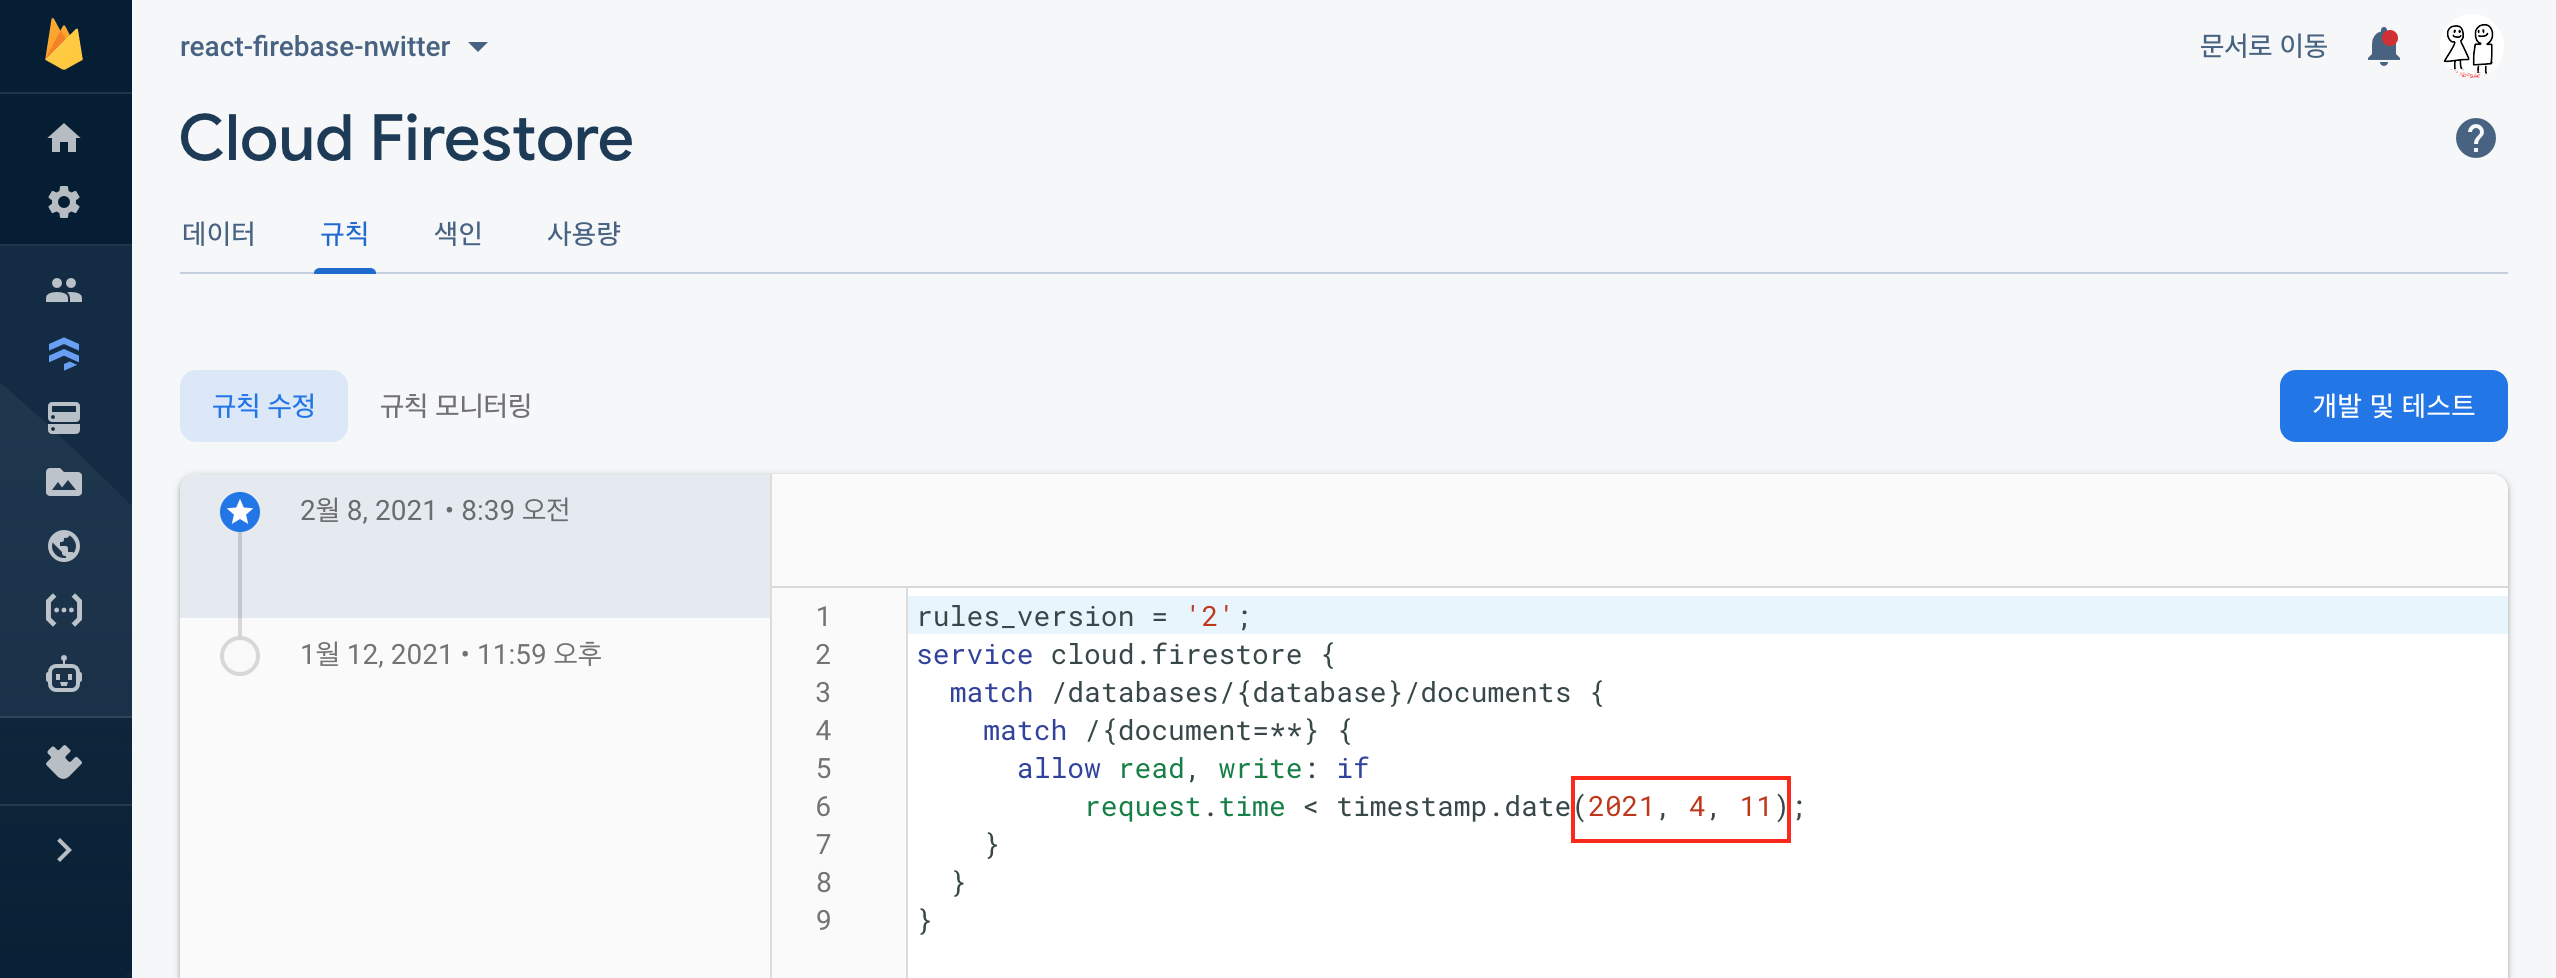 react-firebase-nwitter
문서로 이동
Cloud Firestore
?
데이터 규칙 색인 사용량
규칙 수정 규칙 모니터링
개발 및 테스트
2월 8, 2021 • 8:39 오전
1월 12, 2021 • 11:59 오후
1 rules_version = '2';
2 service cloud.firestore {
3 match /databases/{database}/documents {
4 match /{document=**} {
5 allow read, write: if
6 request.time < timestamp.date(2021, 4, 11);
7 }
8 }
9 }